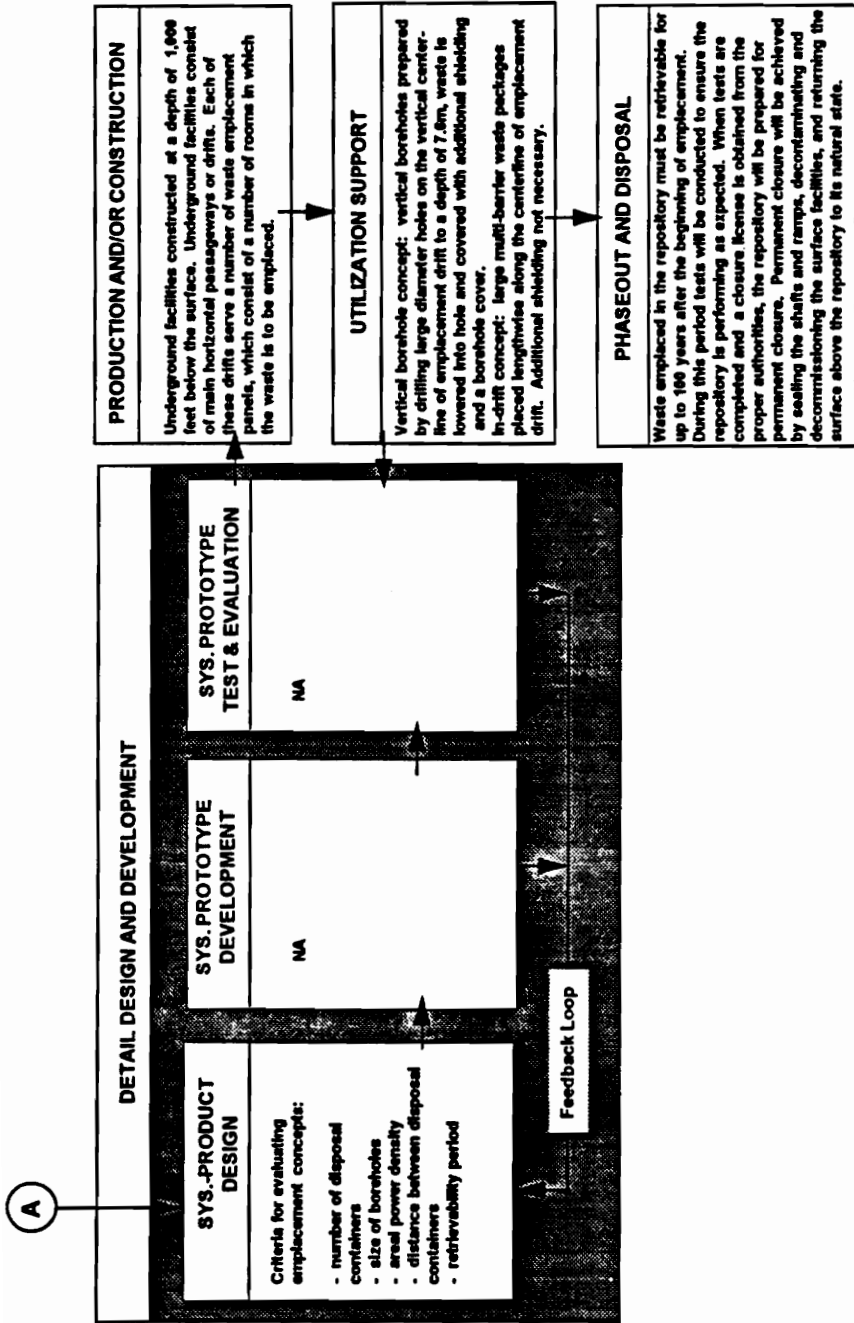 A
DETAIL DESIGN AND DEVELOPMENT
SYS.-PRODUCT
DESIGN
Criteria for evaluating
emplacement concepts:
- number of disposal
containers
- size of boreholes
- areal power density
- distance between disposal
containers
- retrievability period
SYS. PROTOTYPE
DEVELOPMENT
NA
SYS. PROTOTYPE
TEST & EVALUATION
NA
Feedback Loop
PRODUCTION AND/OR CONSTRUCTION
Underground facilities constructed at a depth of 1,000
feet below the surface. Underground facilities consist
of main horizontal passageways or drifts. Each of
these drifts serve a number of waste emplacement
panels, which consist of a number of rooms in which
the waste is to be emplaced.
UTILIZATION SUPPORT
Vertical borehole concept: vertical boreholes prepared
by drilling large diameter holes on the vertical center-
line of emplacement drift to a depth of 7.6m, waste is
lowered into hole and covered with additional shielding
and a borehole cover.
In-drift concept: large multi-barrier waste packages
placed lengthwise along the centerline of emplacement
drift. Additional shielding not necessary.
PHASEOUT AND DISPOSAL
Waste emplaced in the repository must be retrievable for
up to 100 years after the beginning of emplacement.
During this period tests will be conducted to ensure the
repository is performing as expected. When tests are
completed and a closure license is obtained from the
proper authorities, the repository will be prepared for
permanent closure. Permanent closure will be achieved
by sealing the shafts and ramps, decontaminating and
decommissioning the surface facilities, and returning the
surface above the repository to its natural state.